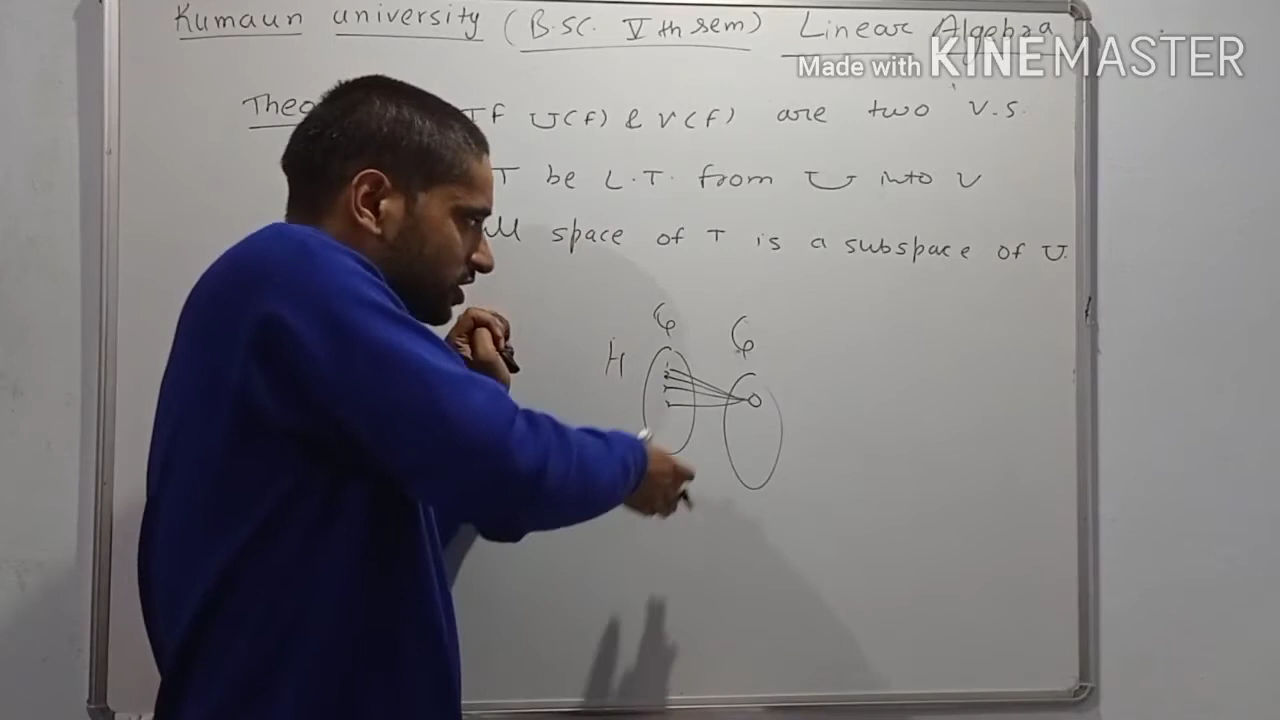 Kumaun university (B.SC. Vth sem) Linear Algebra
Made with KINEMASTER
Theo If U(f) & V(f) are two V.S.
T be L.T. from U into V
ll space of T is a subspace of U.
G G
H